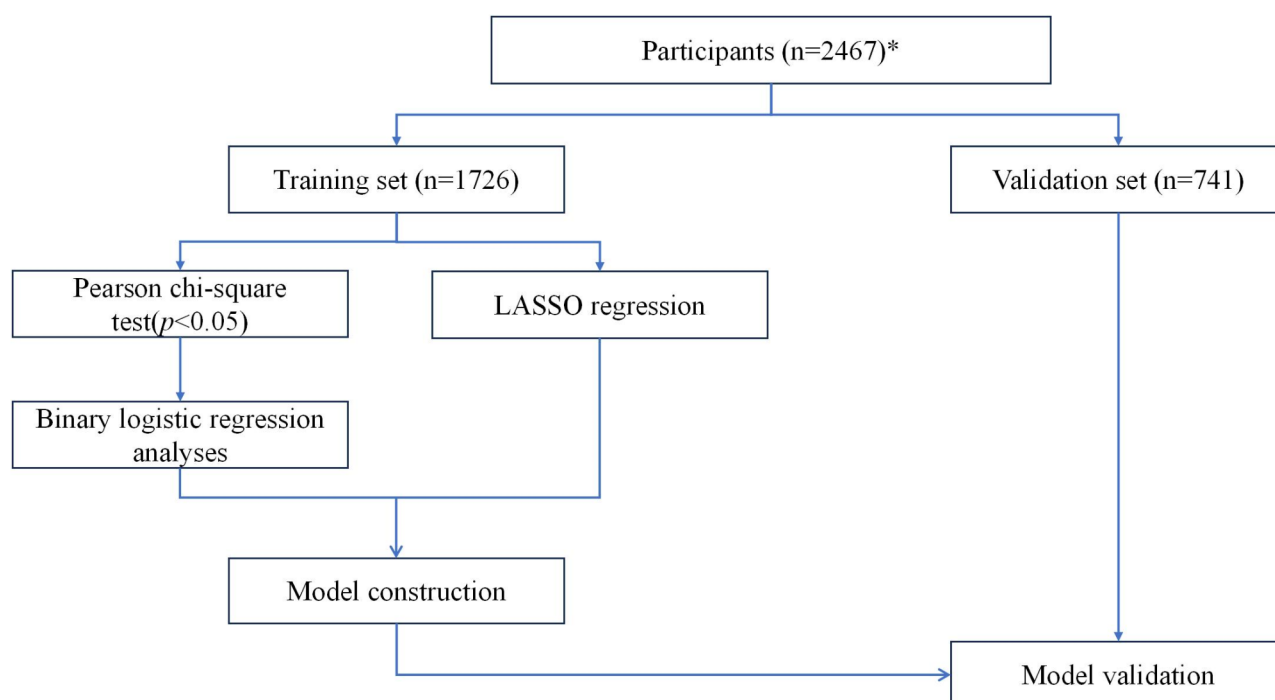 Participants (n=2467)*
Training set (n=1726)
Validation set (n=741)
Pearson chi-square
test(p<0.05)
LASSO regression
Binary logistic regression
analyses
Model construction
Model validation